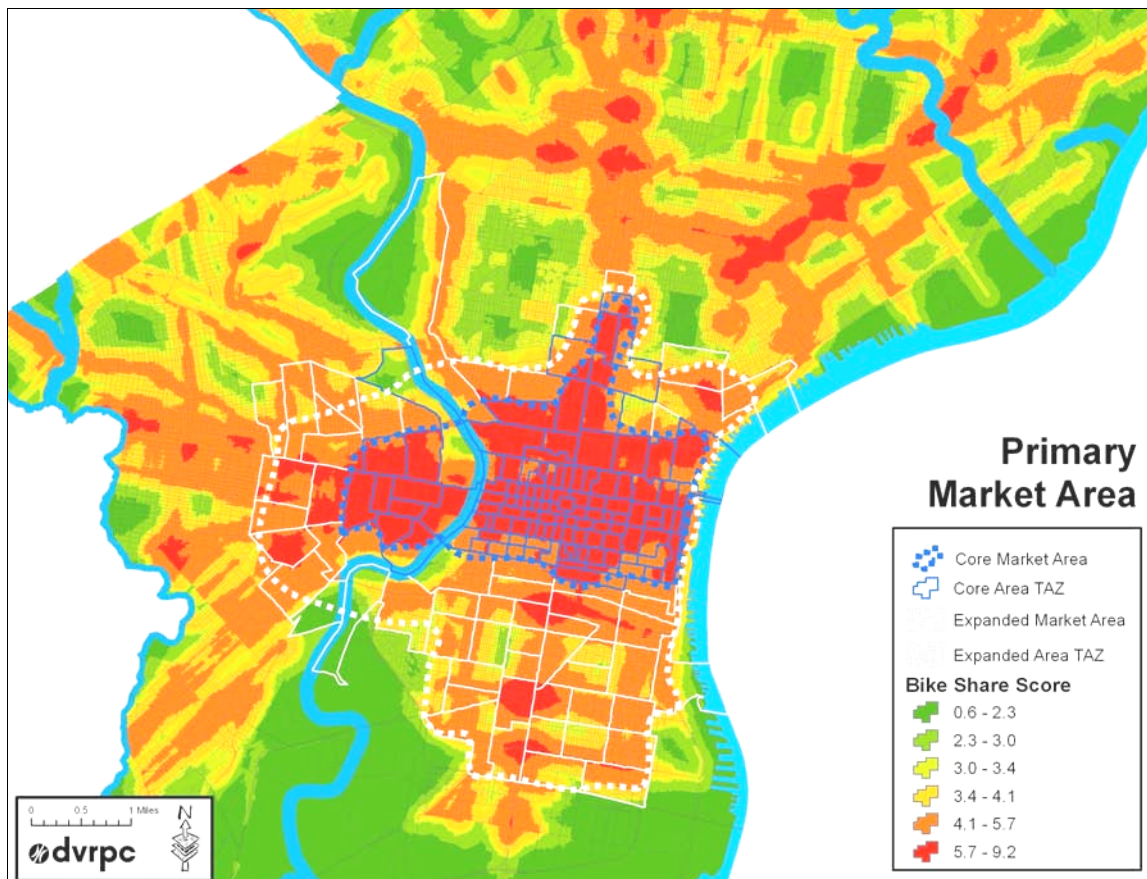 Primary
Market Area
Core Market Area
Core Area TAZ
Expanded Market Area
Expanded Area TAZ
Bike Share Score
0.6 - 2.3
2.3 - 3.0
3.0 - 3.4
3.4 - 4.1
4.1 - 5.7
5.7 - 9.2
0 0.5 1 Miles
N
dvrpc